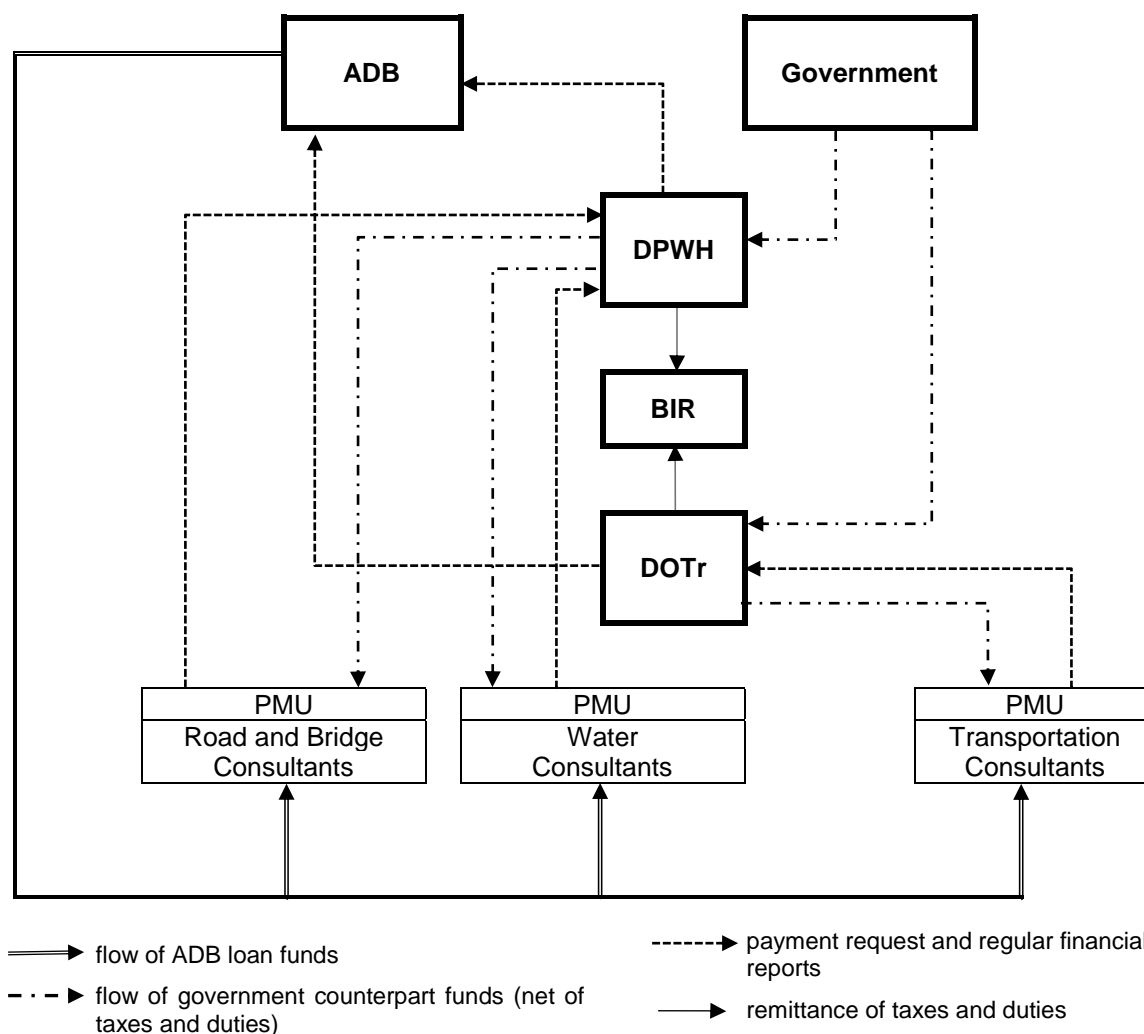 ADB
Government
DPWH
BIR
DOTr
PMU
Road and Bridge
Consultants
PMU
Water
Consultants
PMU
Transportation
Consultants
flow of ADB loan funds
flow of government counterpart funds (net of
taxes and duties)
payment request and regular financial
reports
remittance of taxes and duties